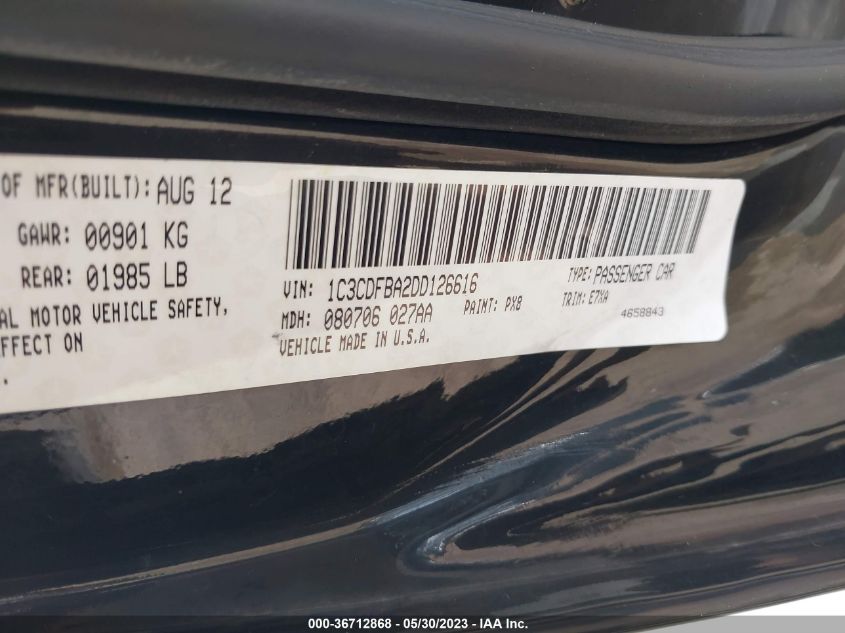 OF MFR(BUILT): AUG 12
GAWR: 00901 KG
REAR: 01985 LB
AL MOTOR VEHICLE SAFETY,
EFFECT ON
.
VIN: 1C3CDFBA2DD126616
TYPE: PASSENGER CAR
MDH: 080706 027AA
PAINT: PX8
TRIM: E7XA
VEHICLE MADE IN U.S.A.
4658843
000-36712868 - 05/30/2023 - IAA Inc.